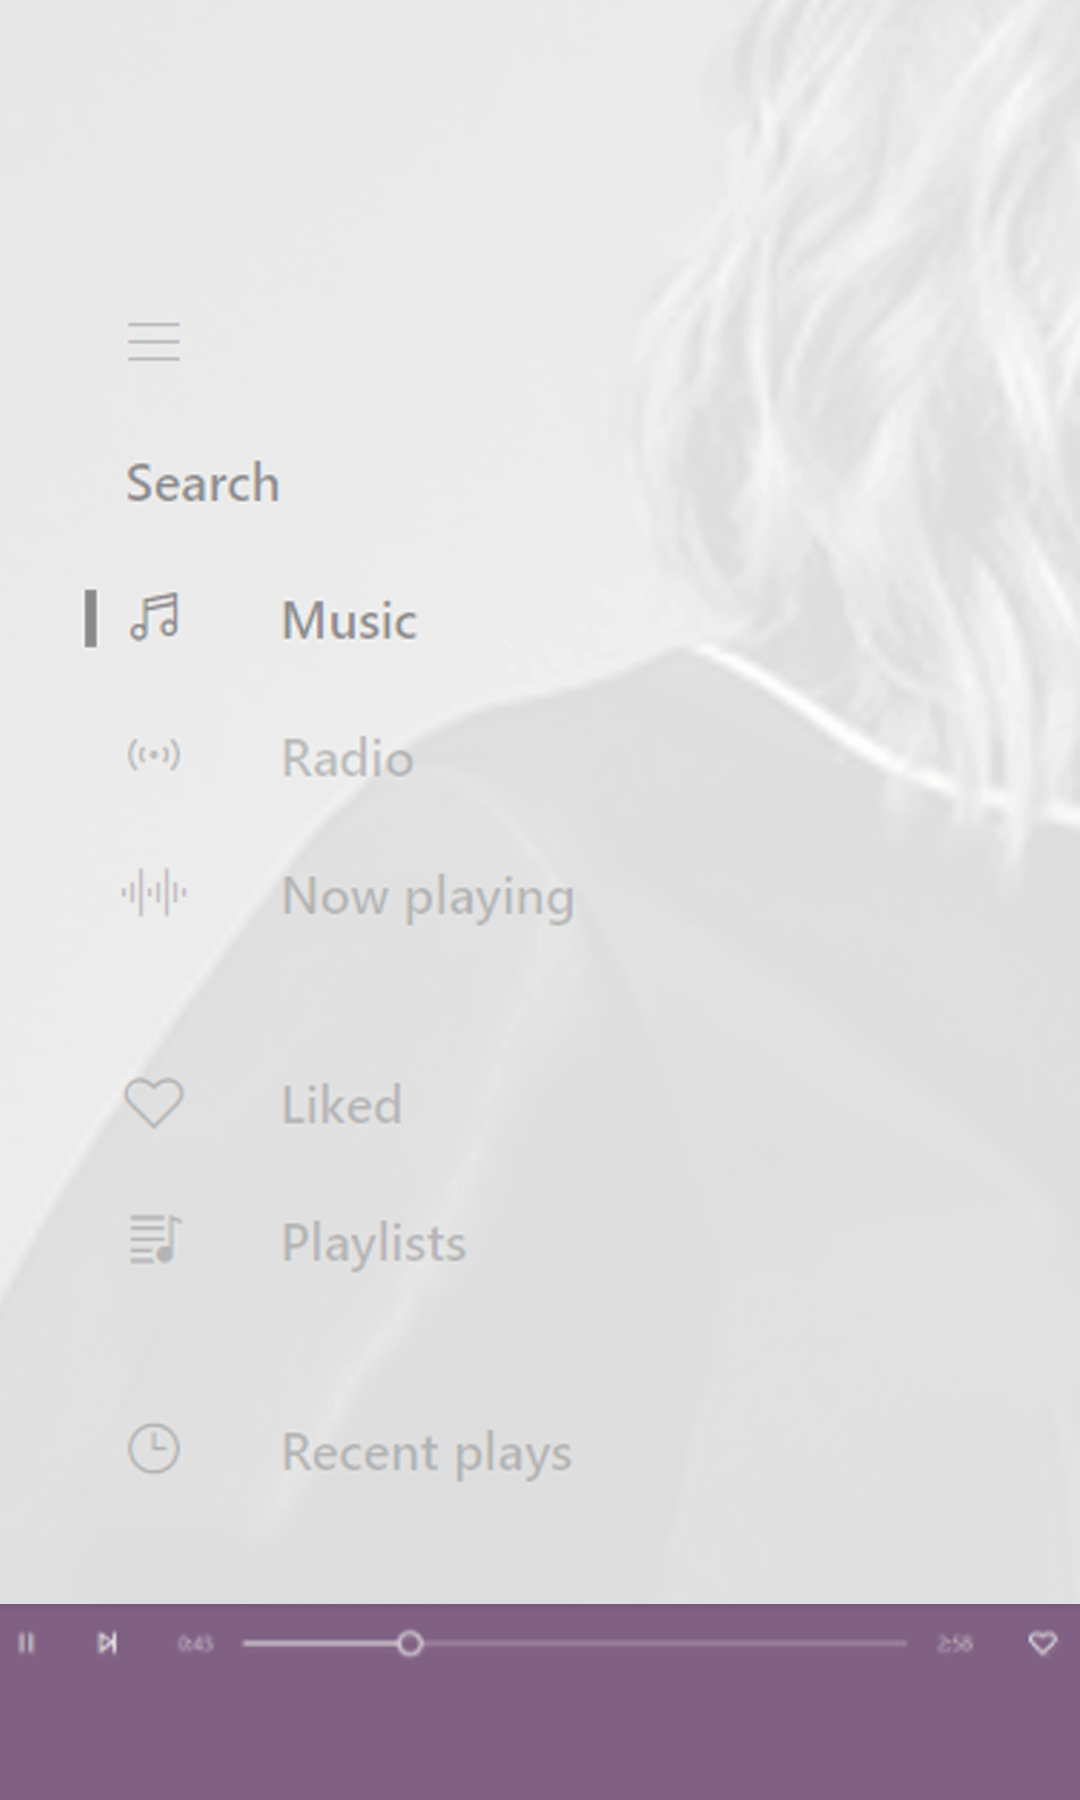 Search
Music
Radio
Now playing
Liked
Playlists
Recent plays
0:43 2:58